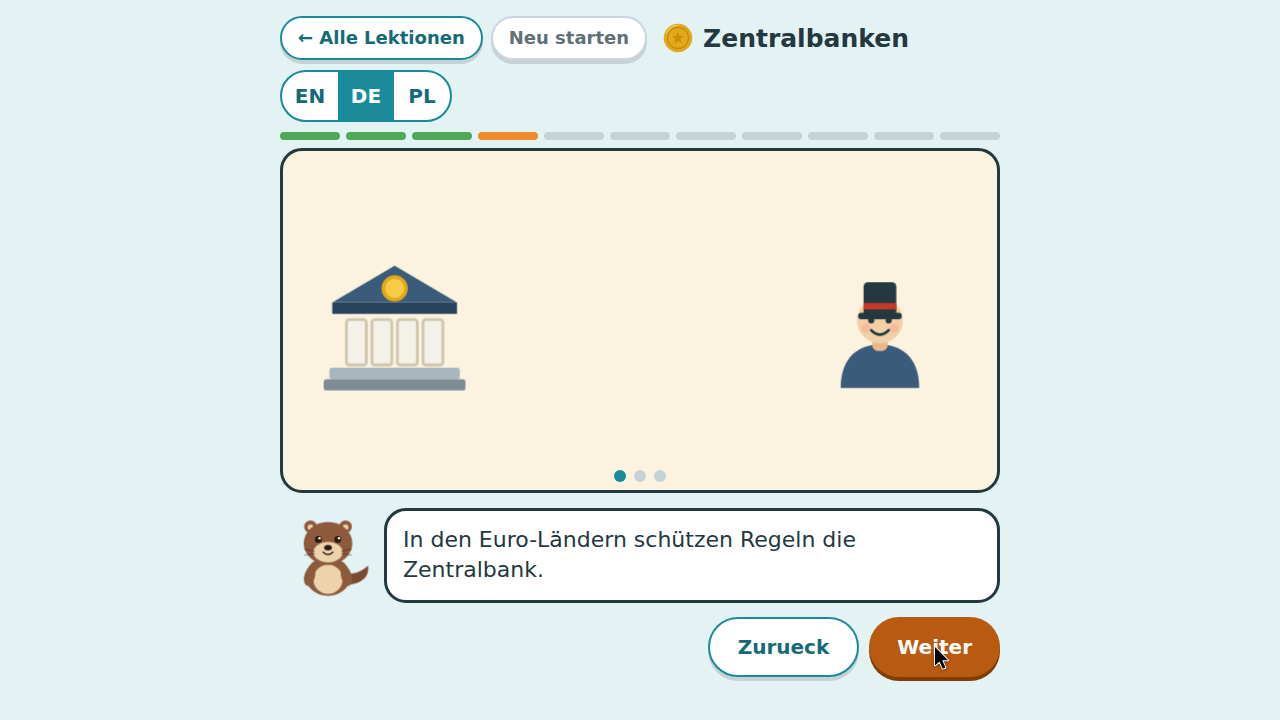 ← Alle Lektionen
Neu starten
Zentralbanken
EN
DE
PL
In den Euro-Ländern schützen Regeln die
Zentralbank.
Zurueck
Weiter